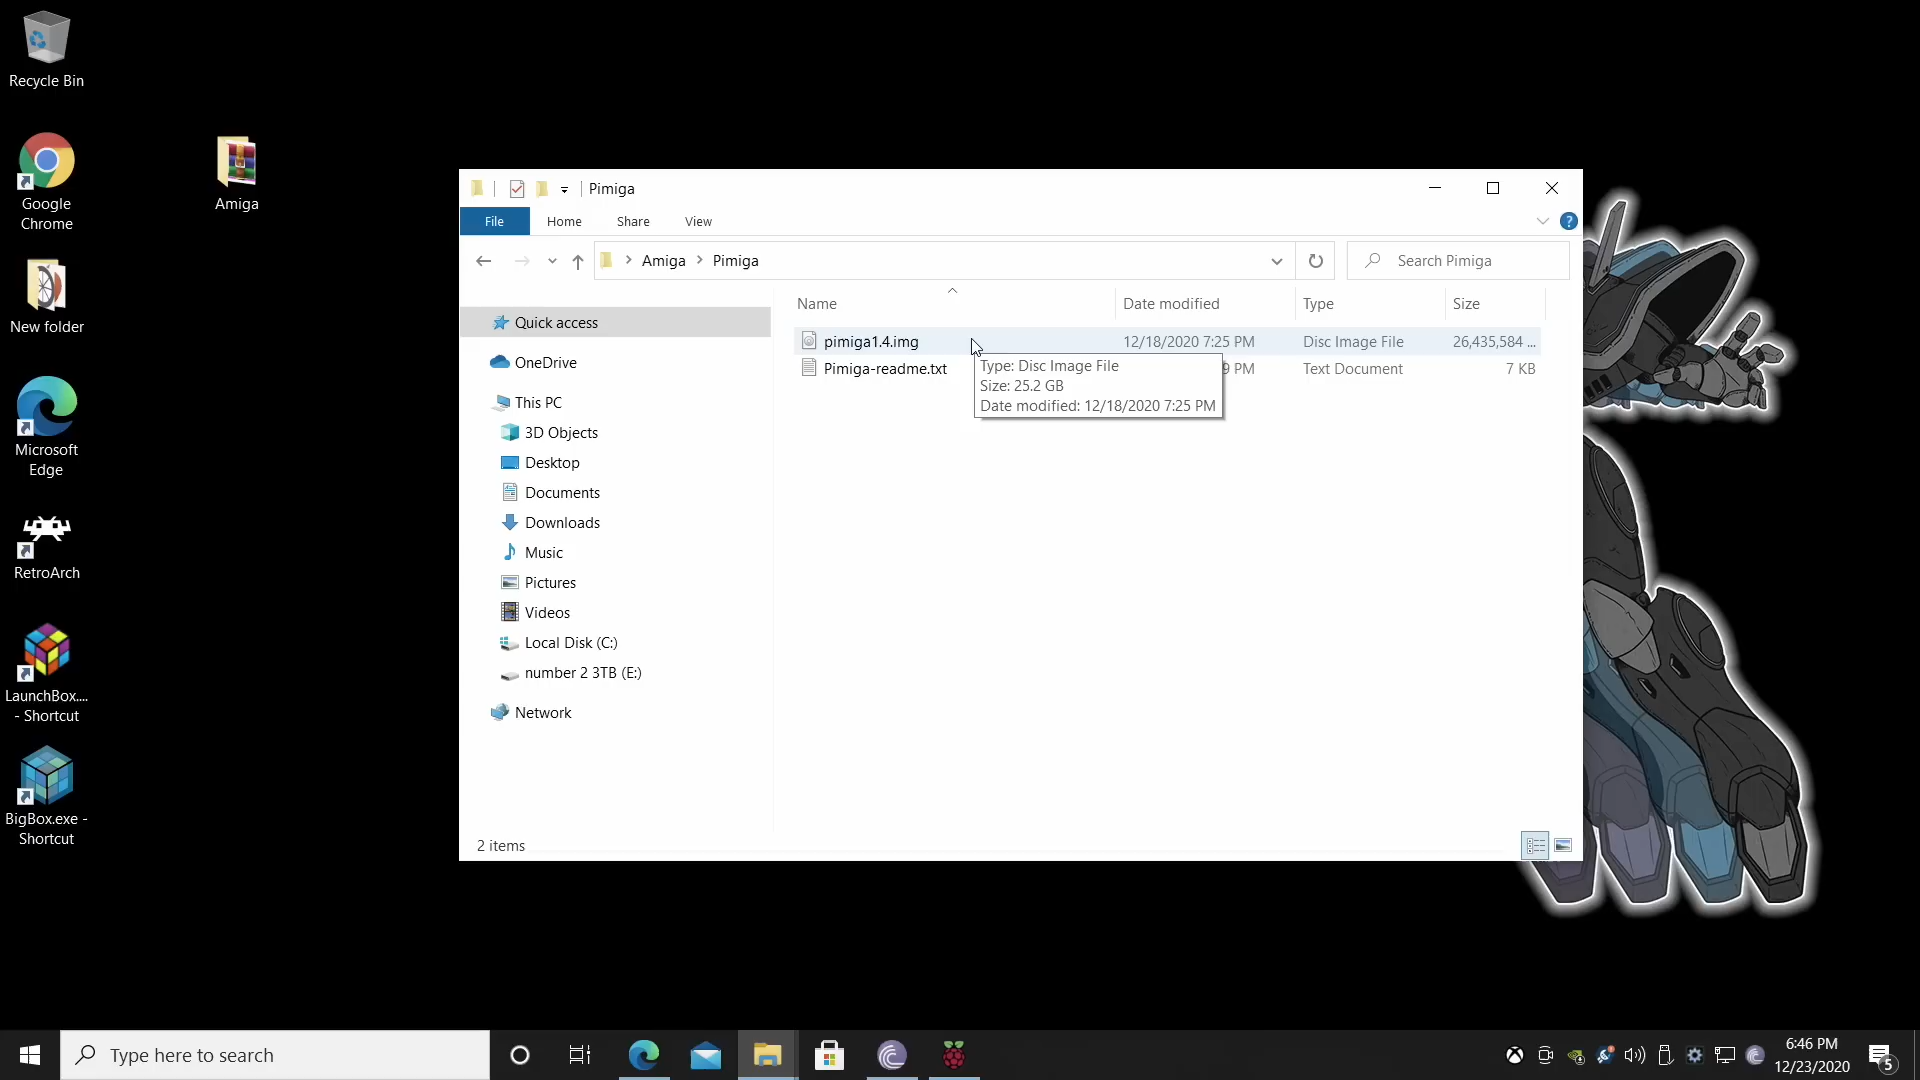 Recycle Bin
Google
Chrome
Amiga
New folder
Microsoft
Edge
RetroArch
LaunchBox....
- Shortcut
BigBox.exe -
Shortcut
Pimiga
File Home Share View
Amiga Pimiga
Search Pimiga
Name Date modified Type Size
pimiga1.4.img 12/18/2020 7:25 PM Disc Image File 26,435,584 ...
Pimiga-readme.txt 9 PM Text Document 7 KB
Type: Disc Image File
Size: 25.2 GB
Date modified: 12/18/2020 7:25 PM
Quick access
OneDrive
This PC
3D Objects
Desktop
Documents
Downloads
Music
Pictures
Videos
Local Disk (C:)
number 2 3TB (E:)
Network
2 items
Type here to search
6:46 PM
12/23/2020
5